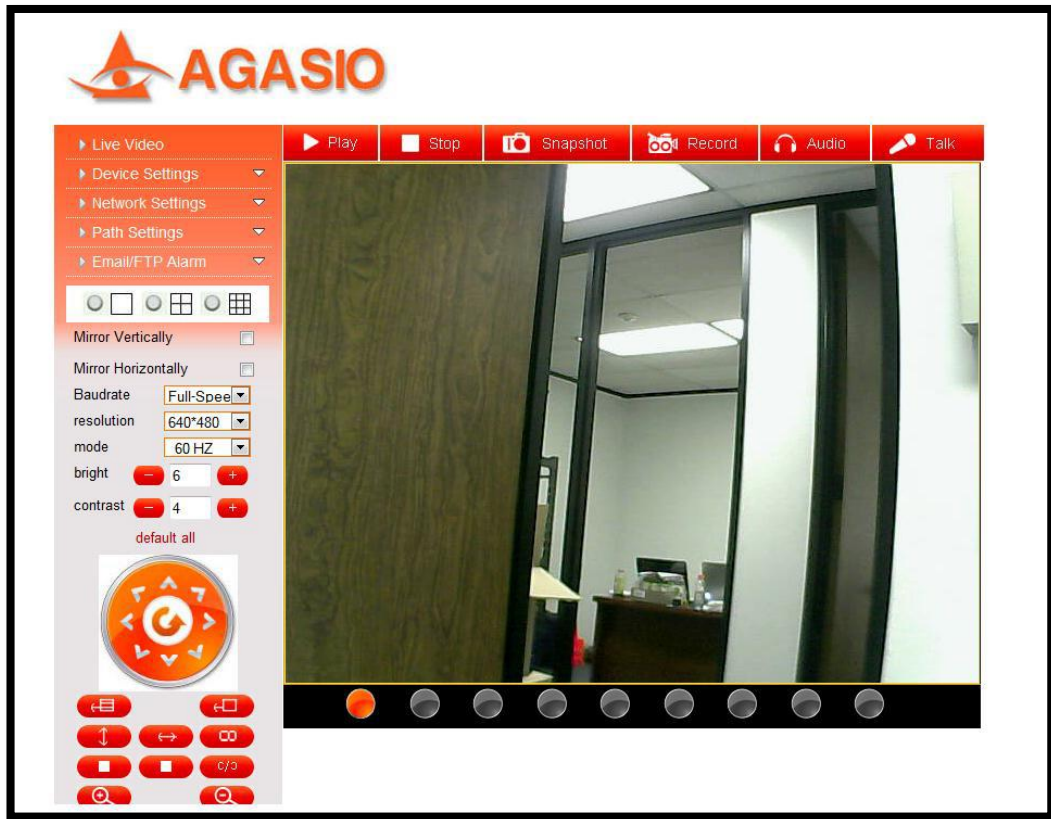 AGASIO
Live Video
Play Stop Snapshot Record Audio Talk
Device Settings
Network Settings
Path Settings
Email/FTP Alarm
Mirror Vertically
Mirror Horizontally
Baudrate Full-Spee
resolution 640*480
mode 60 HZ
bright 6
contrast 4
default all